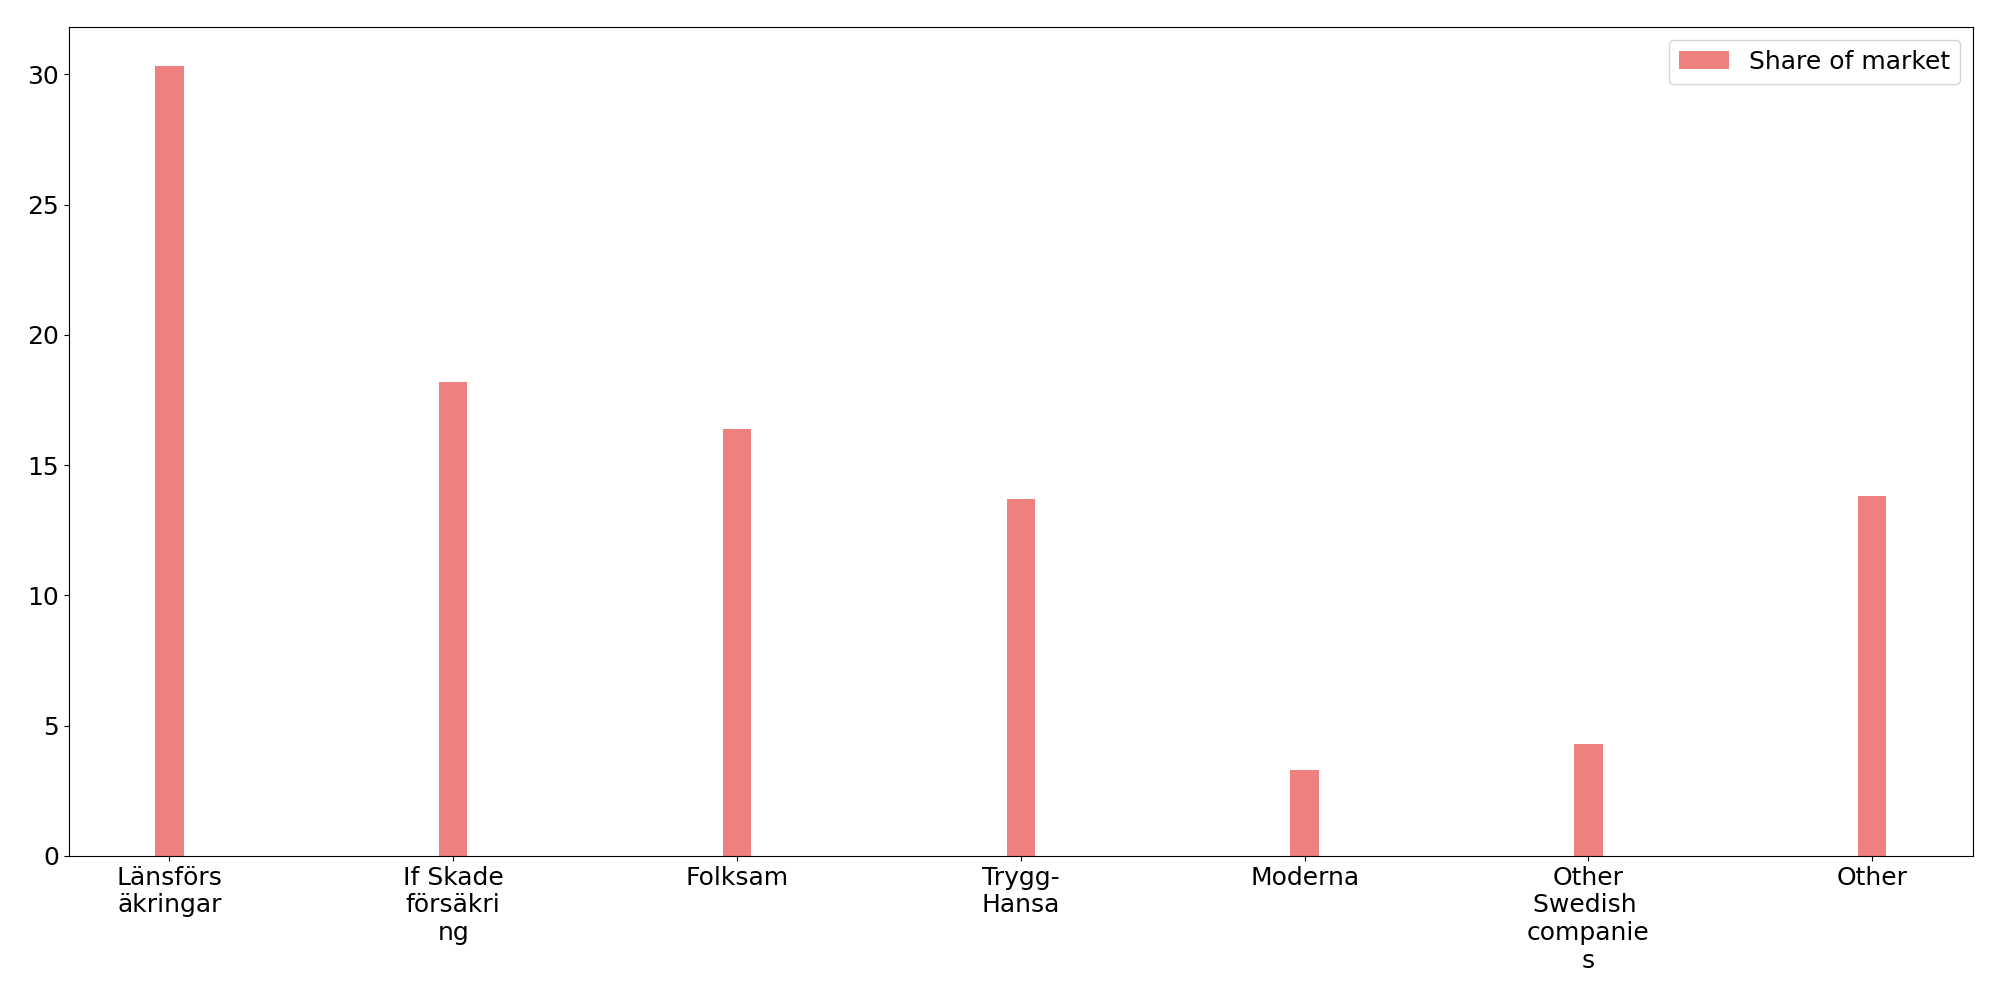 Share of market
30
25
20
15
10
5
0
Länsförs
äkringar
If Skade
försäkri
ng
Folksam
Trygg-
Hansa
Moderna
Other
Swedish
companie
s
Other